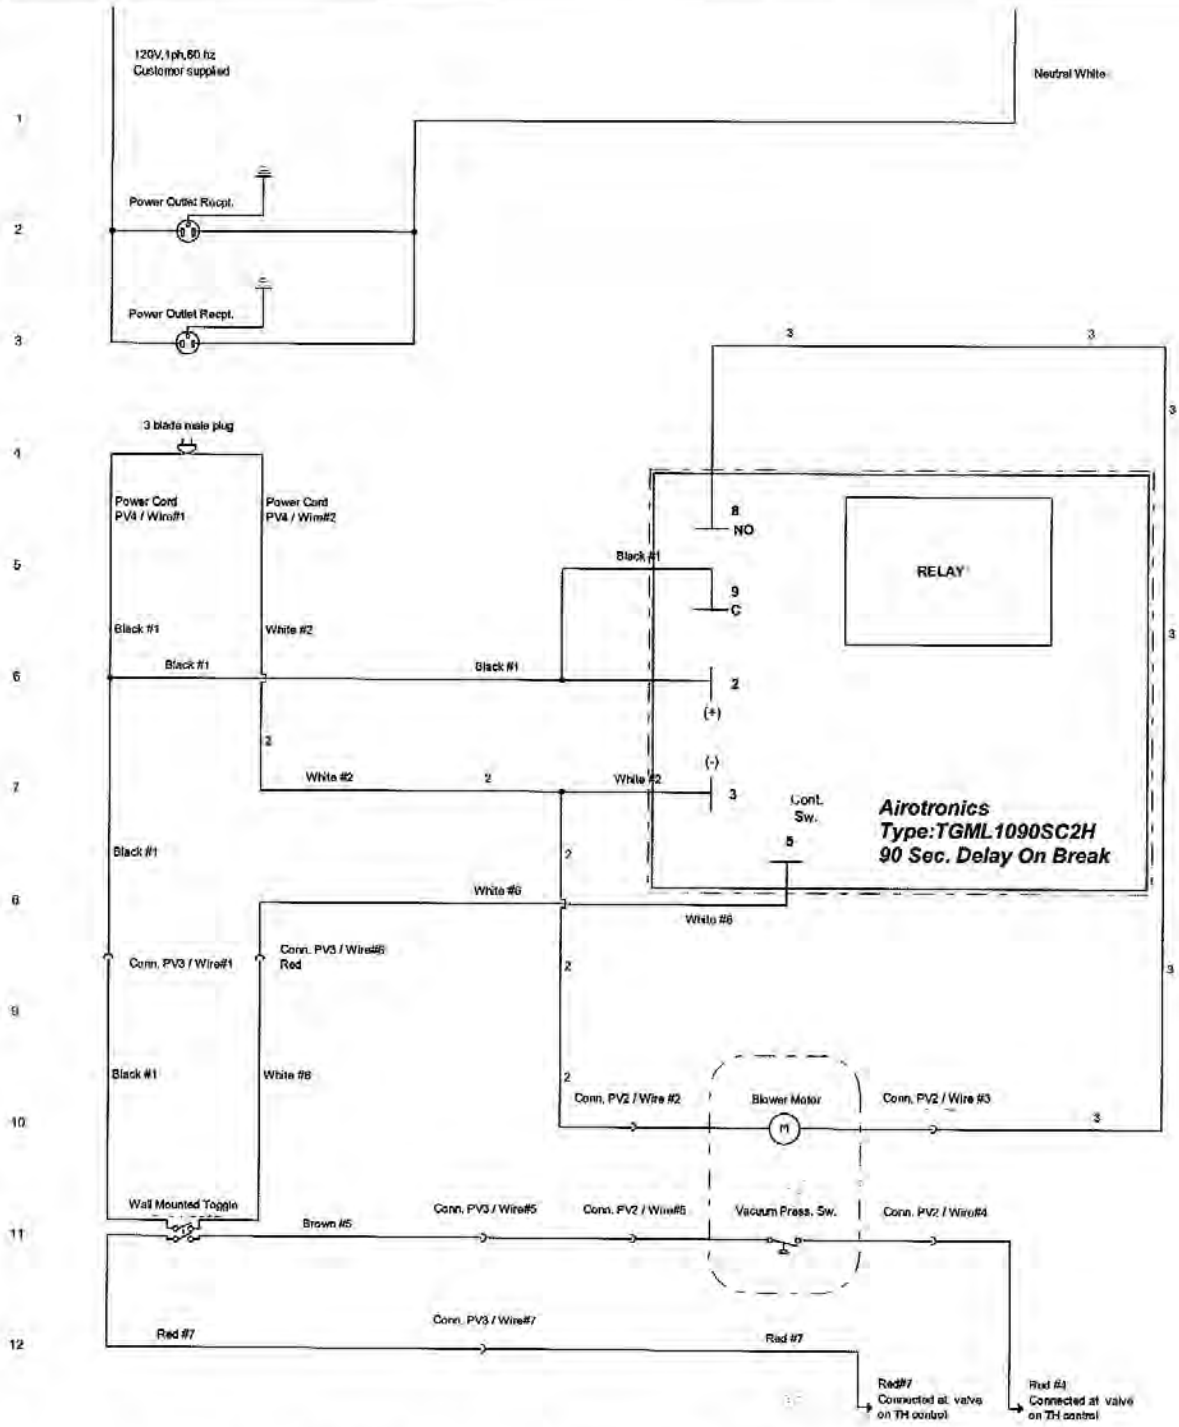 120V,1ph,60 hz
Customer supplied
Neutral White
1
Power Outlet Recpt.
2
Power Outlet Recpt.
3
3
3
3
3 blade male plug
4
Power Cord
PV4 / Wire#1
Power Cord
PV4 / Wire#2
8
NO
5
Black #1
RELAY
9
C
Black #1
White #2
3
Black #1
Black #1
6
2
(+)
2
(-)
White #2
2
White #2
7
3
Cont.
Sw.
5
Airotronics
Type:TGML1090SC2H
90 Sec. Delay On Break
Black #1
2
White #6
8
White #6
Conn. PV3 / Wire#1
Conn. PV3 / Wire#6
Red
2
3
9
Black #1
White #6
2
Conn. PV2 / Wire #2
Blower Motor
Conn. PV2 / Wire #3
10
M
3
Wall Mounted Toggle
Conn. PV3 / Wire#5
Conn. PV2 / Wire#5
Vacuum Press. Sw.
Conn. PV2 / Wire#4
11
Brown #5
Conn. PV3 / Wire#7
12
Red #7
Red #7
Red#7
Connected at valve
on TH control
Red #4
Connected at valve
on TH control